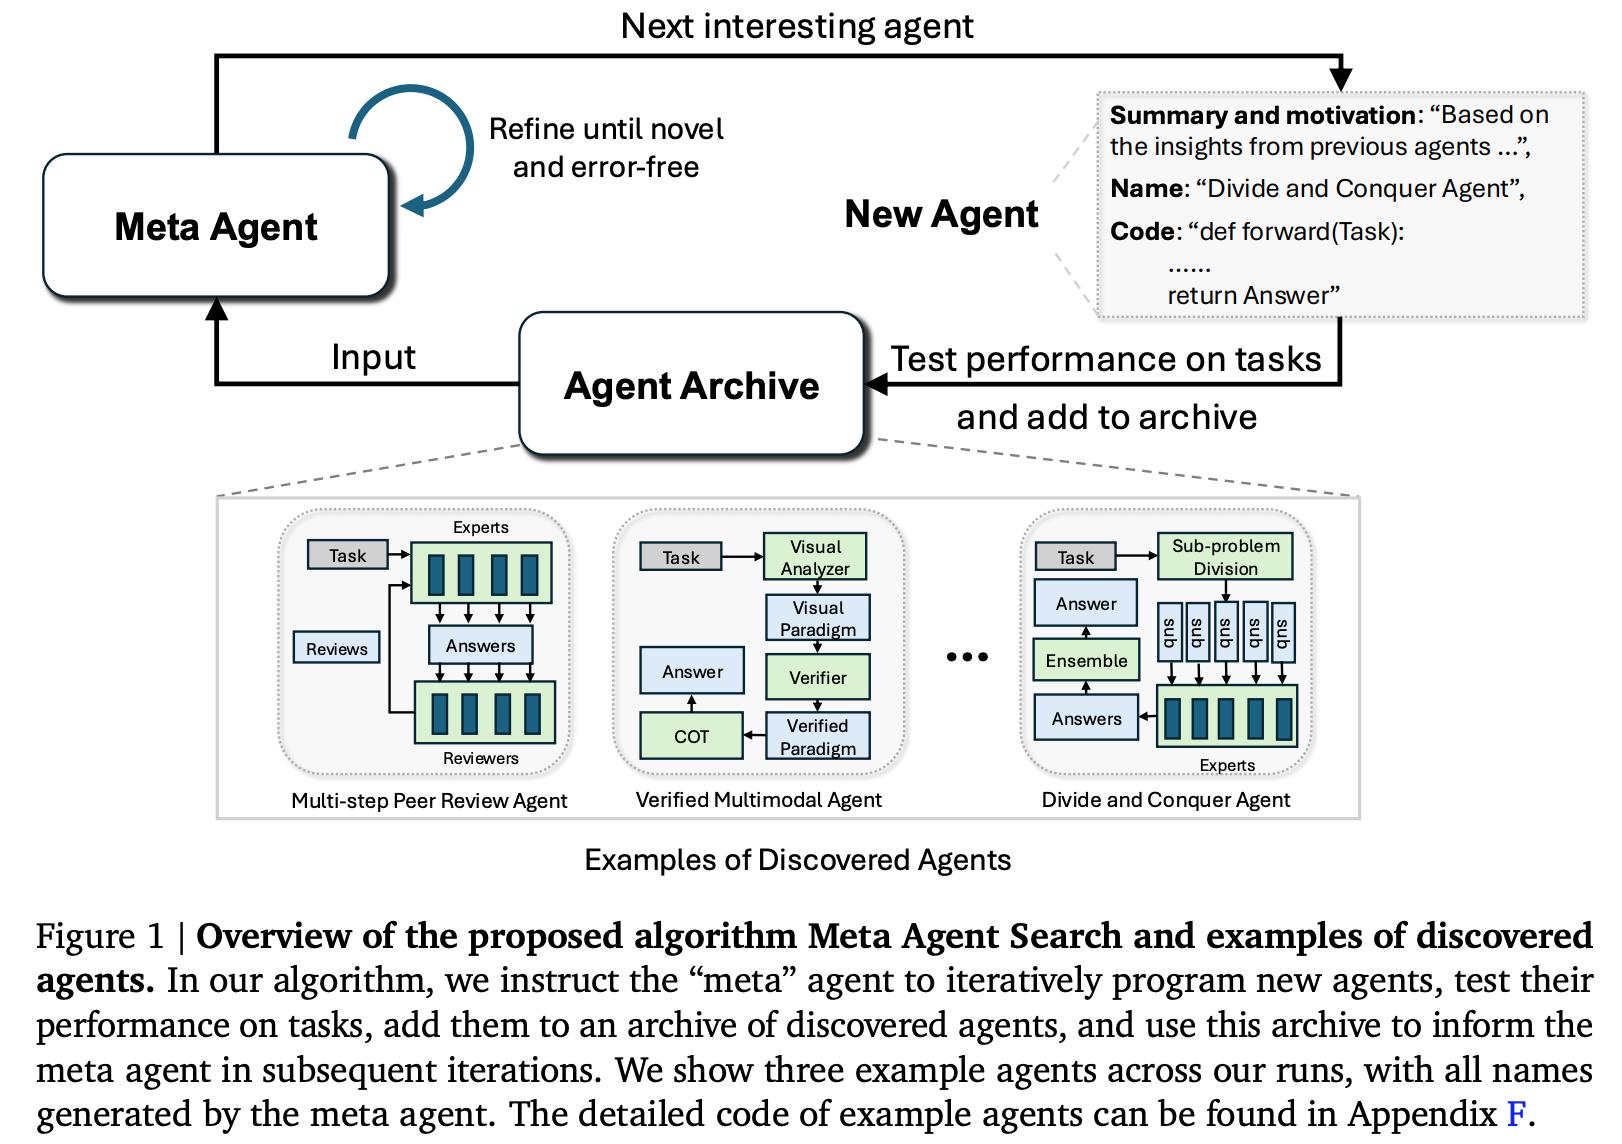 Next interesting agent
Refine until novel
and error-free
Meta Agent
New Agent
Summary and motivation: “Based on
the insights from previous agents ...”,
Name: “Divide and Conquer Agent”,
Code: “def forward(Task):
......
return Answer”
Input
Agent Archive
Test performance on tasks
and add to archive
Experts
Task
Answers
Reviews
Reviewers
Multi-step Peer Review Agent
Task
Visual
Analyzer
Visual
Paradigm
Verifier
Verified
Paradigm
COT
Answer
Verified Multimodal Agent
...
Task
Sub-problem
Division
sub
sub
sub
sub
sub
Experts
Answers
Ensemble
Answer
Divide and Conquer Agent
Examples of Discovered Agents
Figure 1 | Overview of the proposed algorithm Meta Agent Search and examples of discovered
agents. In our algorithm, we instruct the “meta” agent to iteratively program new agents, test their
performance on tasks, add them to an archive of discovered agents, and use this archive to inform the
meta agent in subsequent iterations. We show three example agents across our runs, with all names
generated by the meta agent. The detailed code of example agents can be found in Appendix F.